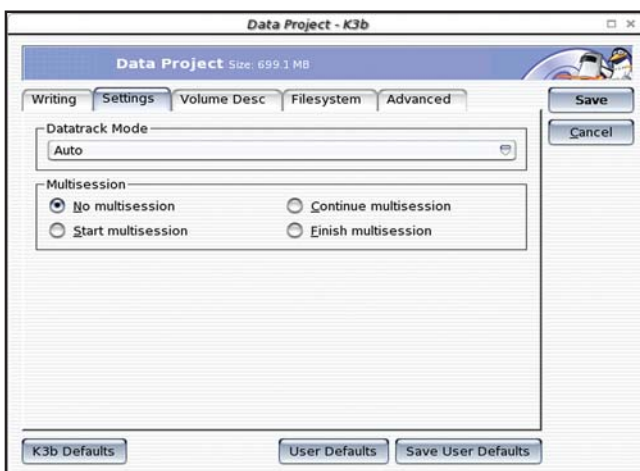 Data Project - K3b
Data Project Size: 699.1 MB
Writing Settings Volume Desc Filesystem Advanced
Save
Cancel
Datatrack Mode
Auto
Multisession
No multisession Continue multisession
Start multisession Finish multisession
K3b Defaults User Defaults Save User Defaults